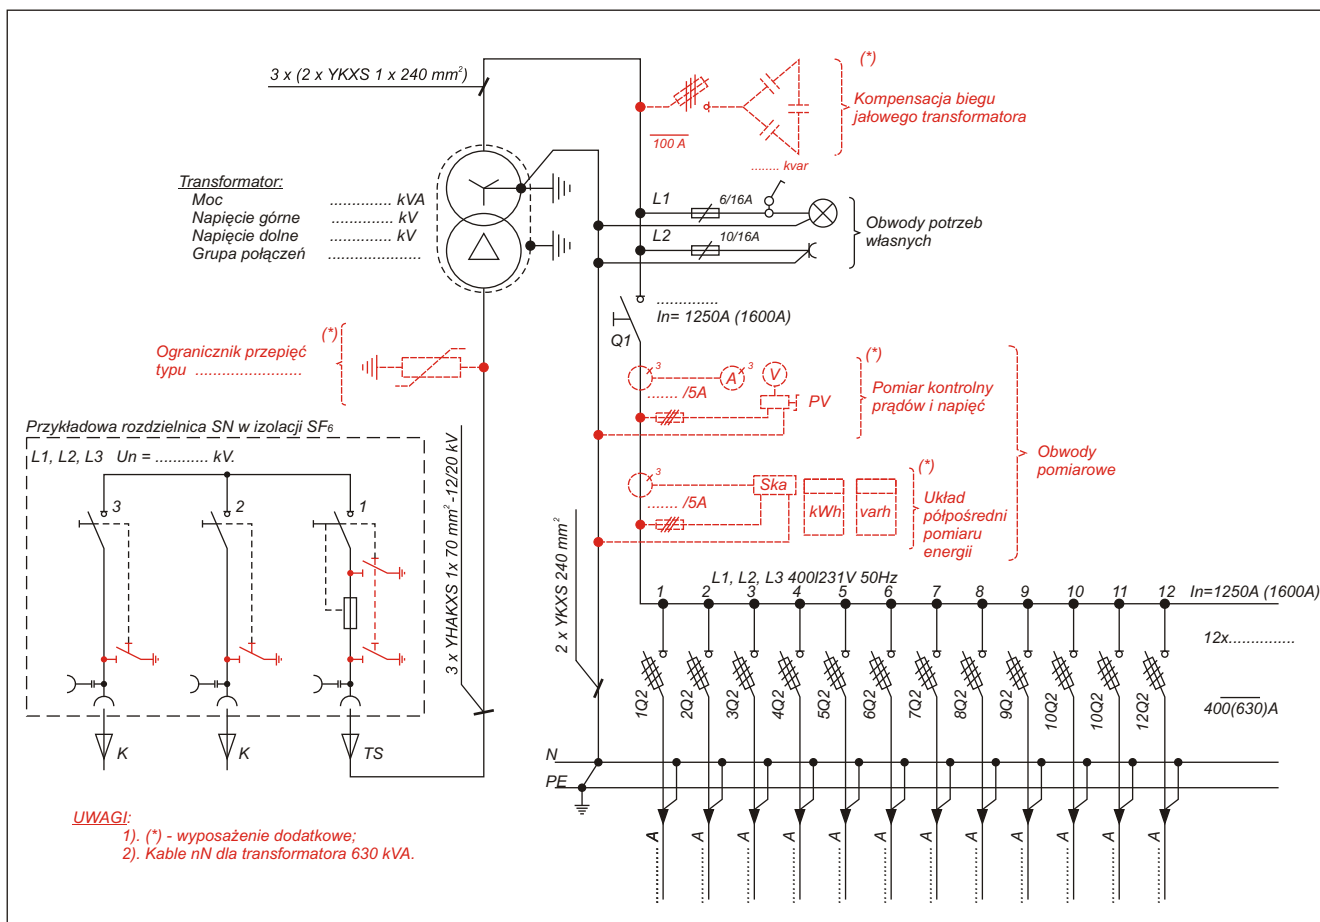 3 x (2 x YKXS 1 x 240 mm²)
(*)
Kompensacja biegu
jałowego transformatora
100 A
........ kvar
Transformator:
Moc .............. kVA
Napięcie górne .............. kV
Napięcie dolne .............. kV
Grupa połączeń .....................
L1
6/16A
L2
10/16A
Obwody potrzeb
własnych
..............
In= 1250A (1600A)
Q1
(*)
Ogranicznik przepięć
typu ........................
3
A
3
V
(*)
....... /5A
PV
Pomiar kontrolny
prądów i napięć
Obwody
pomiarowe
Przykładowa rozdzielnica SN w izolacji SF6
L1, L2, L3 Un = ............ kV.
3
2
1
3 x YHAKXS 1x 70 mm² -12/20 kV
2 x YKXS 240 mm²
3
Ska
....... /5A
kWh
varh
(*)
Układ
półpośredni
pomiaru
energii
L1, L2, L3 400I231V 50Hz
1 2 3 4 5 6 7 8 9 10 11 12
In=1250A (1600A)
12x...............
1Q2 2Q2 3Q2 4Q2 5Q2 6Q2 7Q2 8Q2 9Q2 10Q2 10Q2 12Q2
400(630)A
K
K
TS
N
PE
A A A A A A A A A A A A
UWAGI:
1). (*) - wyposażenie dodatkowe;
2). Kable nN dla transformatora 630 kVA.